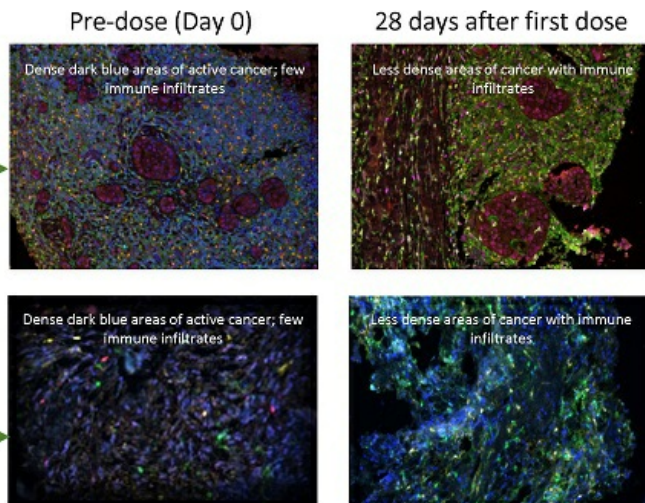 Pre-dose (Day 0)
28 days after first dose
Dense dark blue areas of active cancer; few
immune infiltrates
Less dense areas of cancer with immune
infiltrates
Dense dark blue areas of active cancer; few
immune infiltrates
Less dense areas of cancer with immune
infiltrates